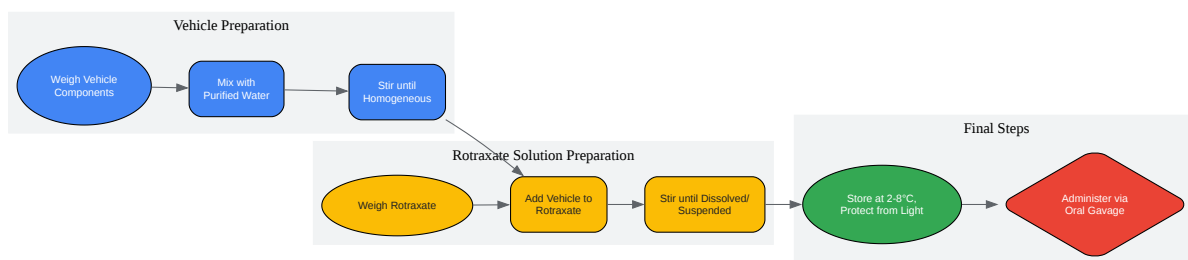 Vehicle Preparation
Weigh Vehicle
Components
Mix with
Purified Water
Stir until
Homogeneous
Rotraxate Solution Preparation
Weigh Rotraxate
Add Vehicle to
Rotraxate
Stir until Dissolved/
Suspended
Final Steps
Store at 2-8°C,
Protect from Light
Administer via
Oral Gavage